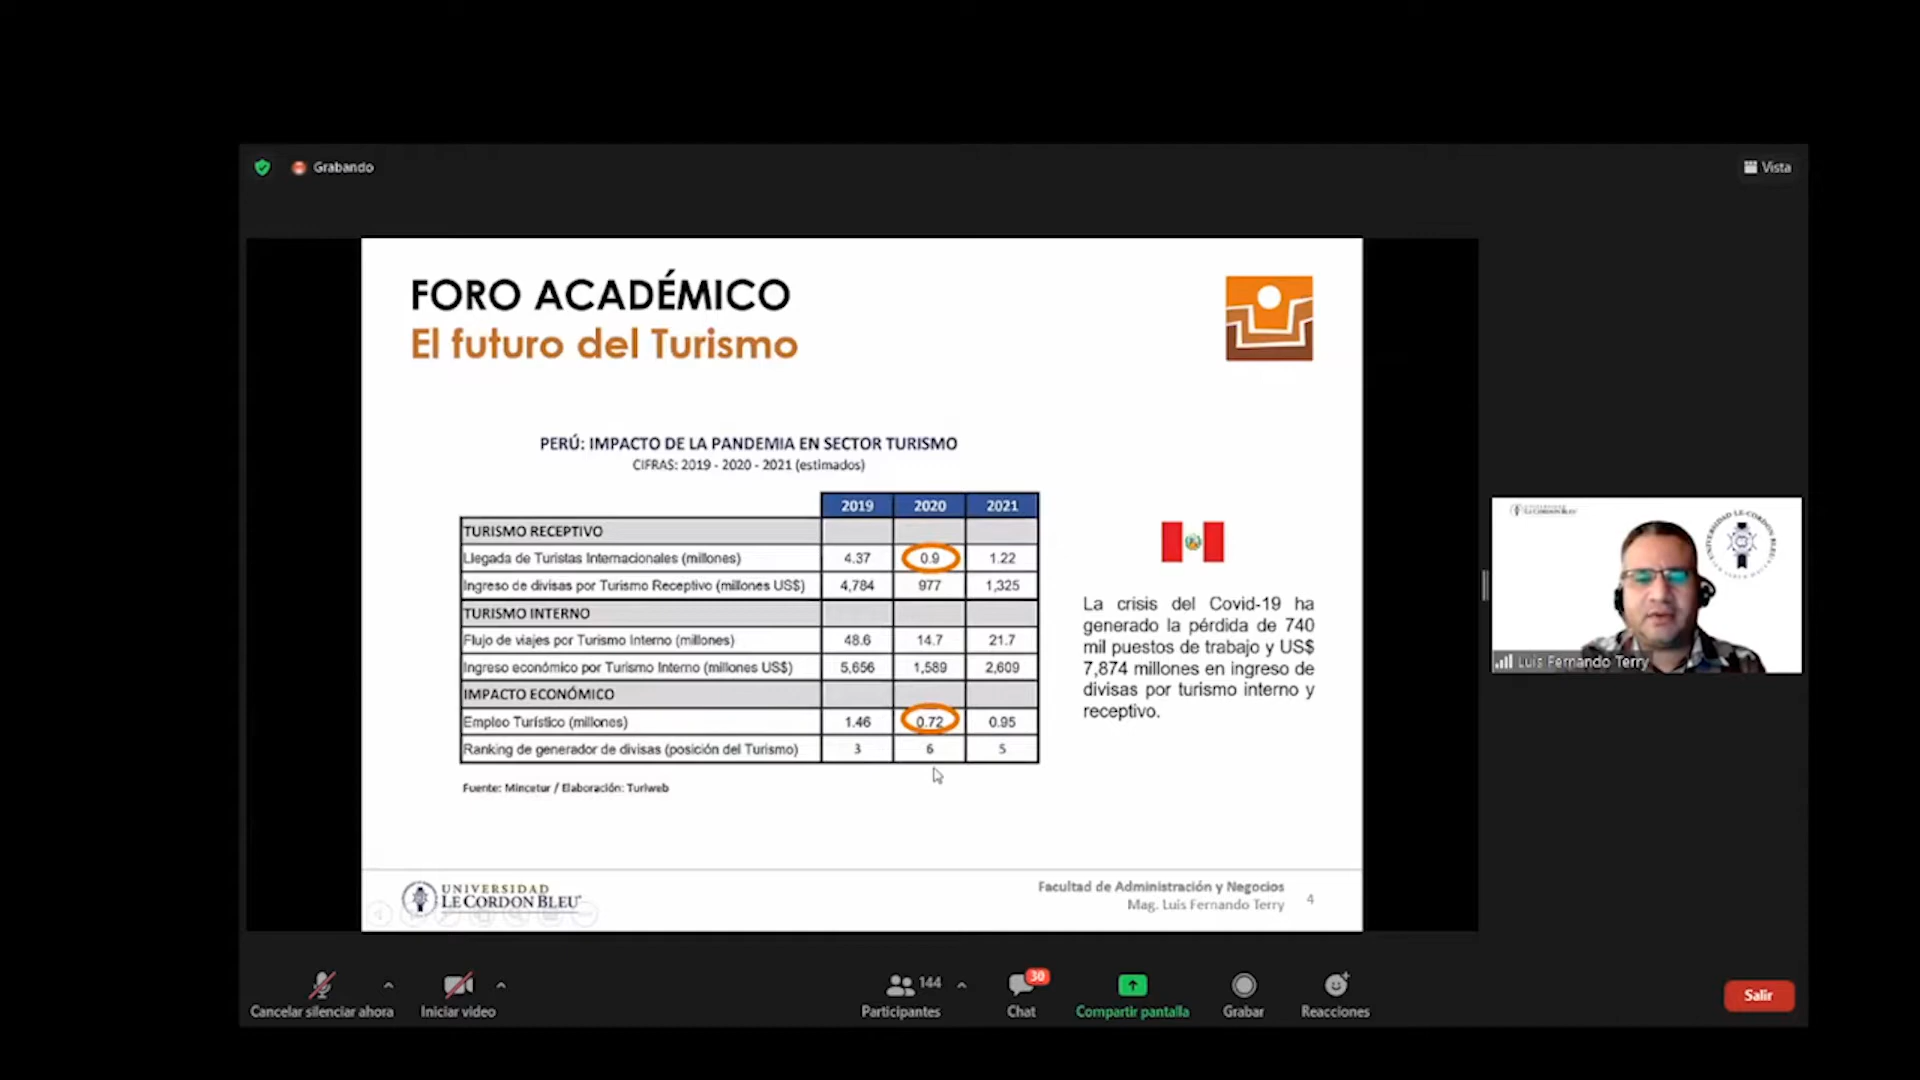 Grabando
Vista
FORO ACADÉMICO
El futuro del Turismo
PERÚ: IMPACTO DE LA PANDEMIA EN SECTOR TURISMO
CIFRAS: 2019 - 2020 - 2021 (estimados)
2019 2020 2021
TURISMO RECEPTIVO
Llegada de Turistas Internacionales (millones) 4.37 0.9 1.22
Ingreso de divisas por Turismo Receptivo (millones US$) 4,784 977 1,325
TURISMO INTERNO
Flujo de viajes por Turismo Interno (millones) 48.6 14.7 21.7
Ingreso económico por Turismo Interno (millones US$) 5,656 1,589 2,609
IMPACTO ECONÓMICO
Empleo Turístico (millones) 1.46 0.72 0.95
Ranking de generador de divisas (posición del Turismo) 3 6 5
Fuente: Mincetur / Elaboración: Turiweb
La crisis del Covid-19 ha
generado la pérdida de 740
mil puestos de trabajo y US$
7,874 millones en ingreso de
divisas por turismo interno y
receptivo.
UNIVERSIDAD
LE CORDON BLEU
Facultad de Administración y Negocios
Mag. Luis Fernando Terry
4
UNIVERSIDAD
LE CORDON BLEU
UNIVERSIDAD LE CORDON BLEU
Luis Fernando Terry
Cancelar silenciar ahora
Iniciar video
144
Participantes
30
Chat
Compartir pantalla
Grabar
Reacciones
Salir